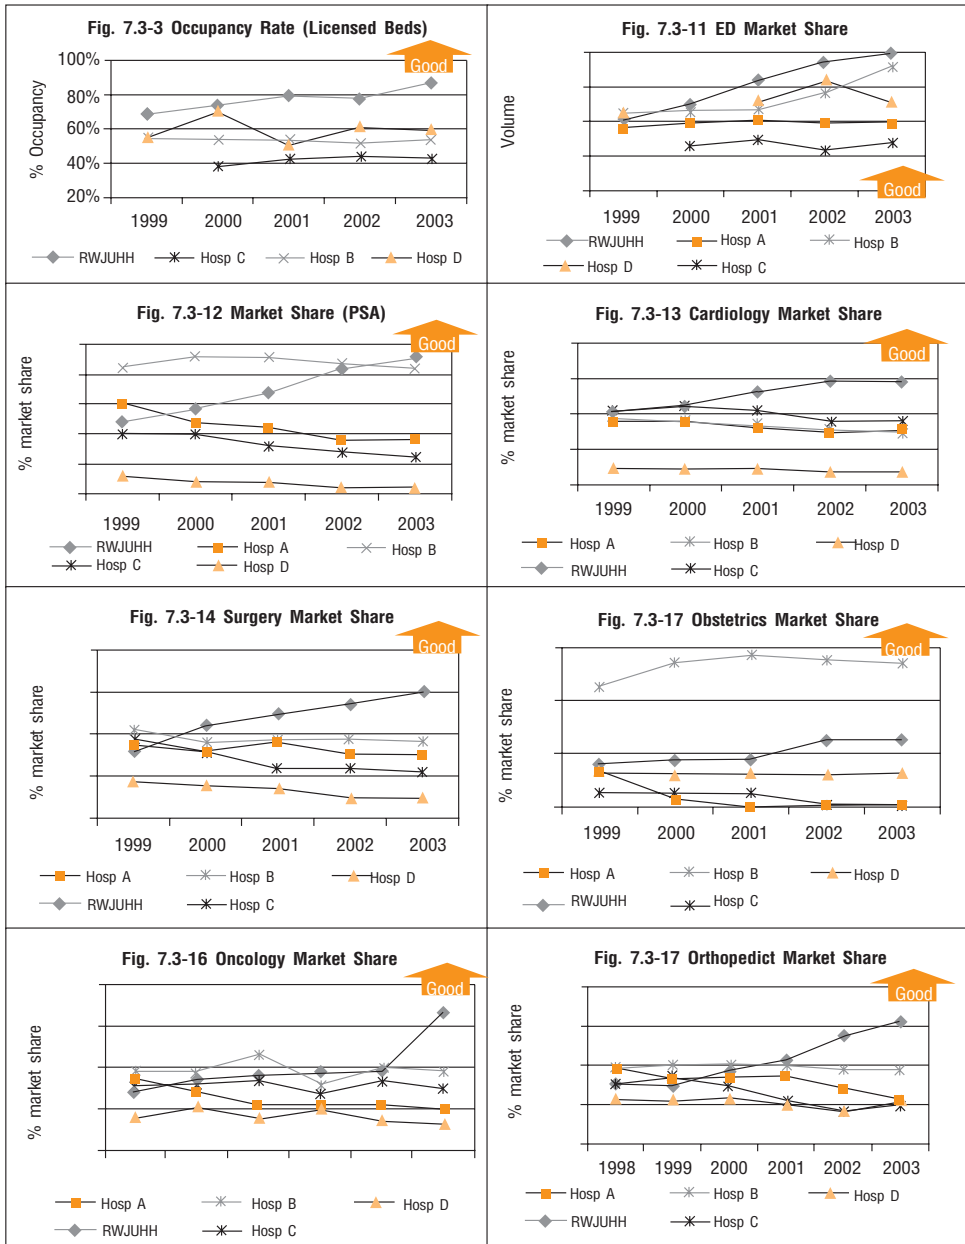 Fig. 7.3-3 Occupancy Rate (Licensed Beds)
Good
% Occupancy
100%
80%
60%
40%
20%
1999 2000 2001 2002 2003
RWJUHH Hosp C Hosp B Hosp D
Fig. 7.3-11 ED Market Share
Volume
Good
1999 2000 2001 2002 2003
RWJUHH Hosp A Hosp B
Hosp D Hosp C
Fig. 7.3-12 Market Share (PSA)
Good
% market share
1999 2000 2001 2002 2003
RWJUHH Hosp A Hosp B
Hosp C Hosp D
Fig. 7.3-13 Cardiology Market Share
Good
% market share
1999 2000 2001 2002 2003
Hosp A Hosp B Hosp D
RWJUHH Hosp C
Fig. 7.3-14 Surgery Market Share
Good
% market share
1999 2000 2001 2002 2003
Hosp A Hosp B Hosp D
RWJUHH Hosp C
Fig. 7.3-17 Obstetrics Market Share
Good
% market share
1999 2000 2001 2002 2003
Hosp A Hosp B Hosp D
RWJUHH Hosp C
Fig. 7.3-16 Oncology Market Share
Good
% market share
Hosp A Hosp B Hosp D
RWJUHH Hosp C
Fig. 7.3-17 Orthopedict Market Share
Good
% market share
1998 1999 2000 2001 2002 2003
Hosp A Hosp B Hosp D
RWJUHH Hosp C